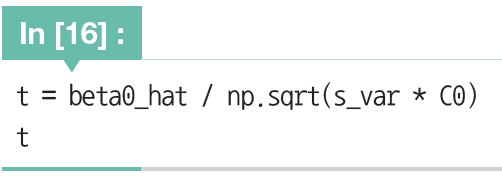 In [16] :
t = beta0_hat / np.sqrt(s_var * C0)
t